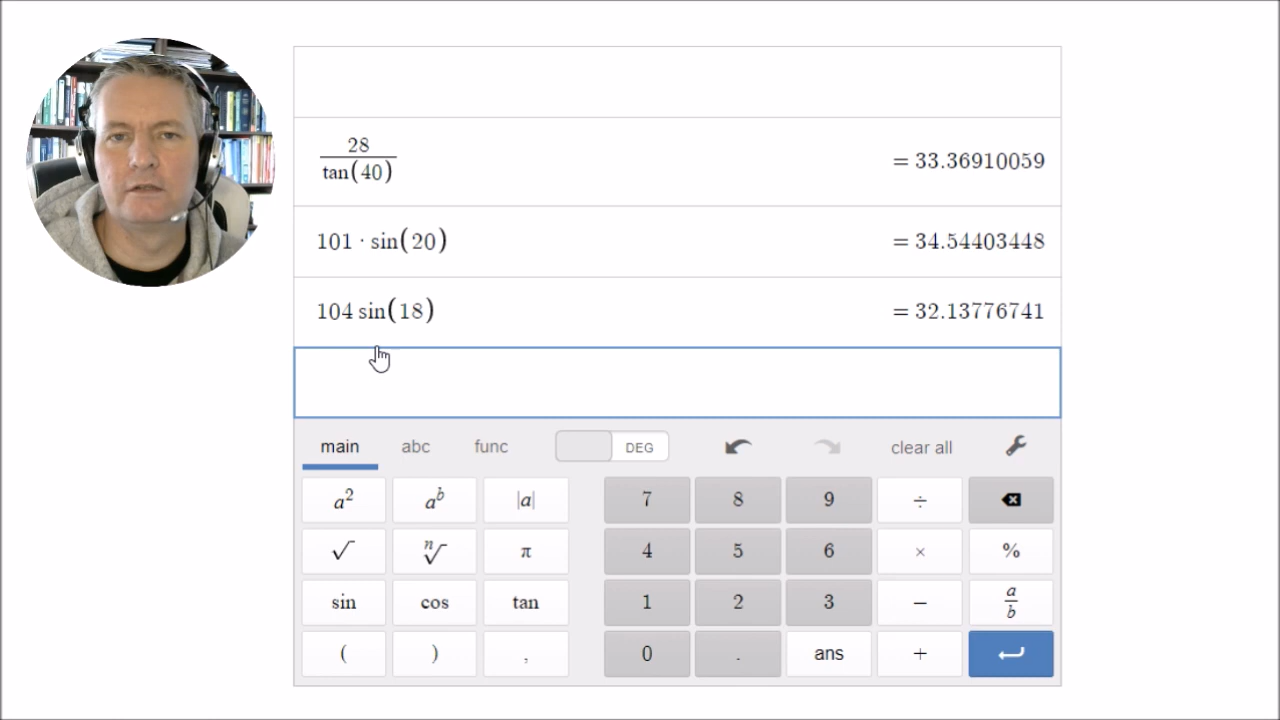 28
tan(40)
= 33.36910059
101 · sin(20)
= 34.54403448
104 sin(18)
= 32.13776741
main abc func DEG clear all
a² aᵇ |a| 7 8 9 ÷
√ ⁿ√ π 4 5 6 × %
sin cos tan 1 2 3 − a/b
( ) , 0 . ans +